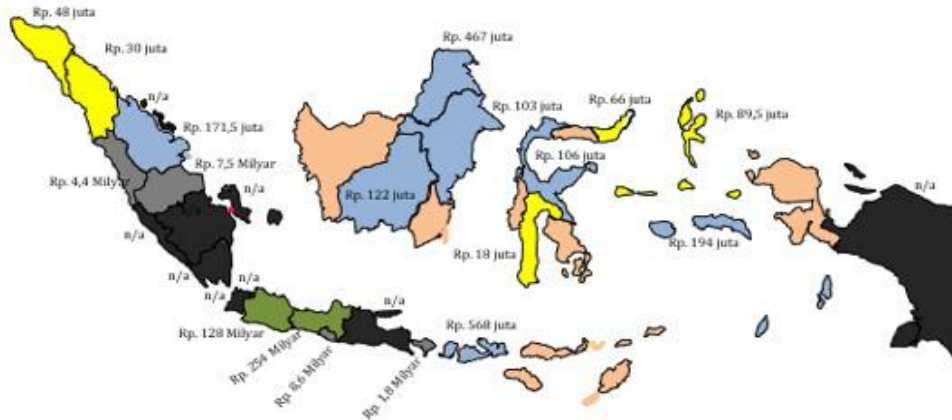 Rp. 48 juta
Rp. 30 juta
n/a
Rp. 171,5 juta
Rp. 7,5 Milyar
Rp. 4,4 Milyar
n/a
n/a
n/a
n/a
n/a
Rp. 128 Milyar
Rp. 254 Milyar
Rp. 8,6 Milyar
n/a
Rp. 1,8 Milyar
Rp. 568 juta
Rp. 467 juta
Rp. 103 juta
Rp. 122 juta
Rp. 66 juta
Rp. 106 juta
Rp. 18 juta
Rp. 89,5 juta
Rp. 194 juta
n/a